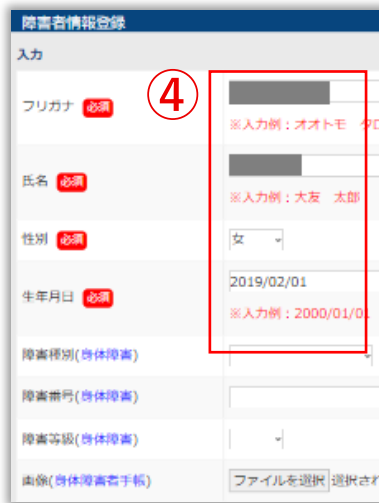 障害者情報登録
入力
④
フリガナ 必須
※入力例：オオトモ タロ
氏名 必須
※入力例：大友 太郎
性別 必須
女
生年月日 必須
2019/02/01
※入力例：2000/01/01
障害種別(身体障害)
障害番号(身体障害)
障害等級(身体障害)
画像(身体障害者手帳)
ファイルを選択 選択され